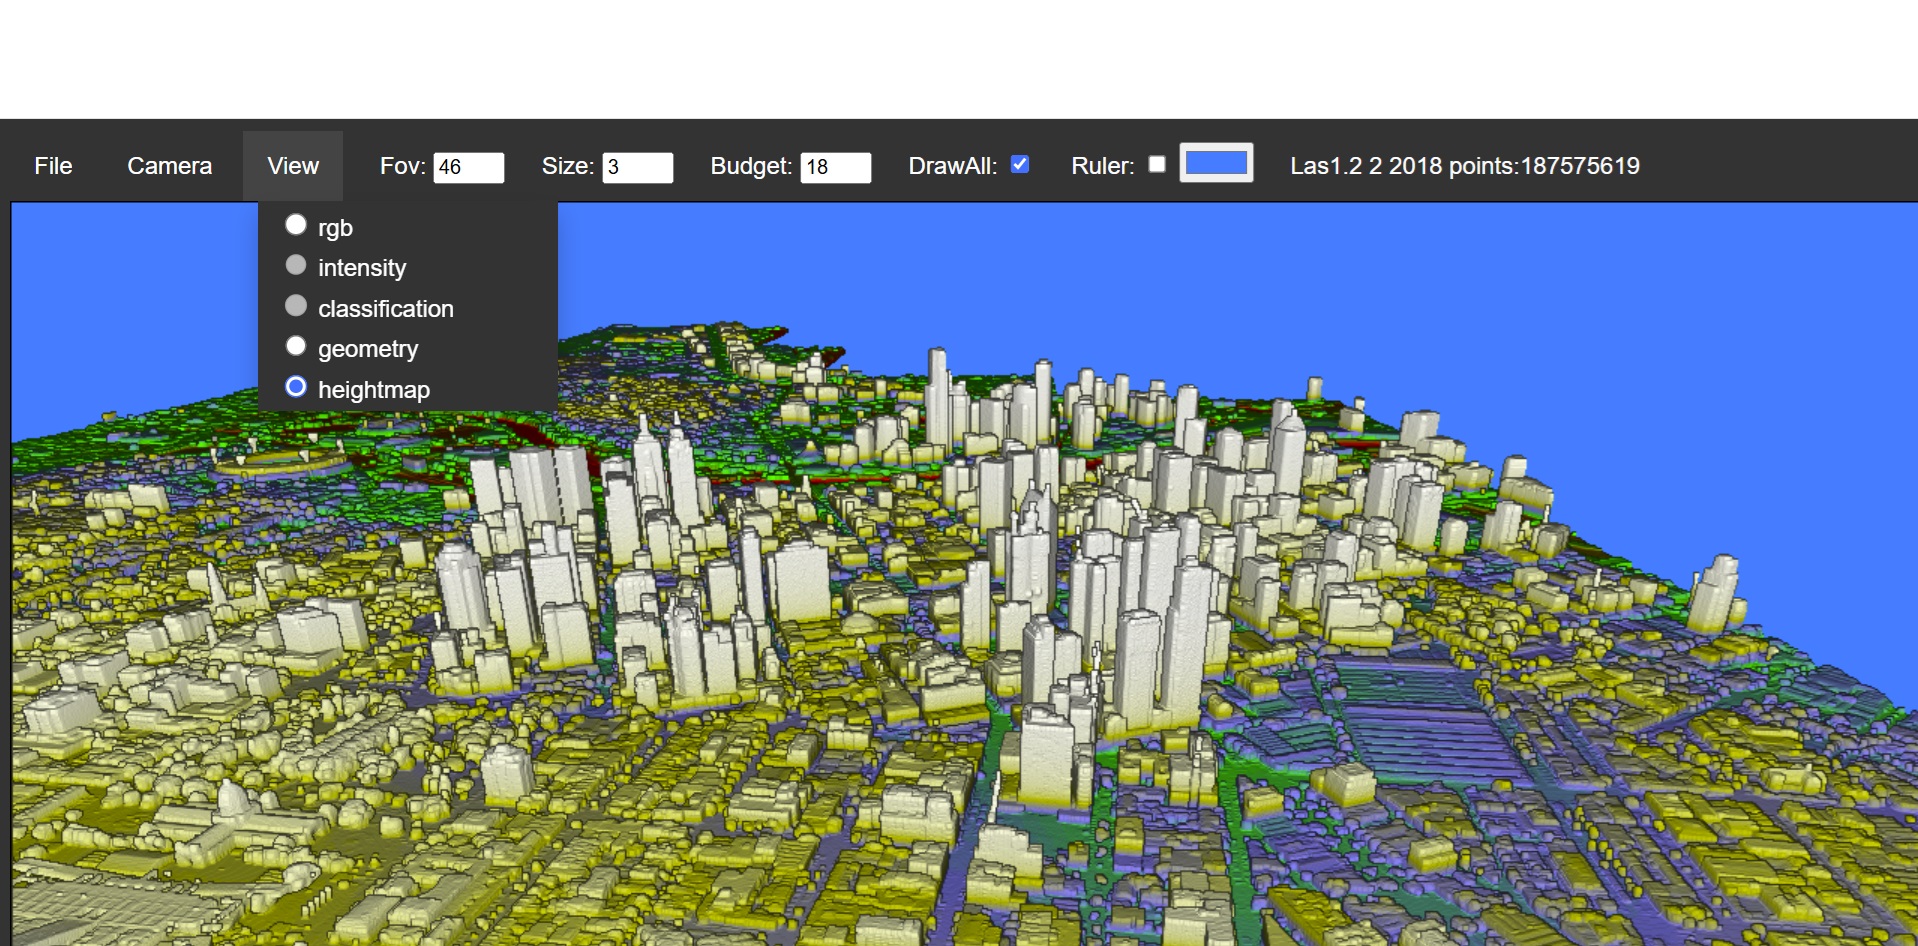 File Camera View Fov: 46 Size: 3 Budget: 18 DrawAll: Ruler: Las1.2 2 2018 points:187575619
rgb
intensity
classification
geometry
heightmap